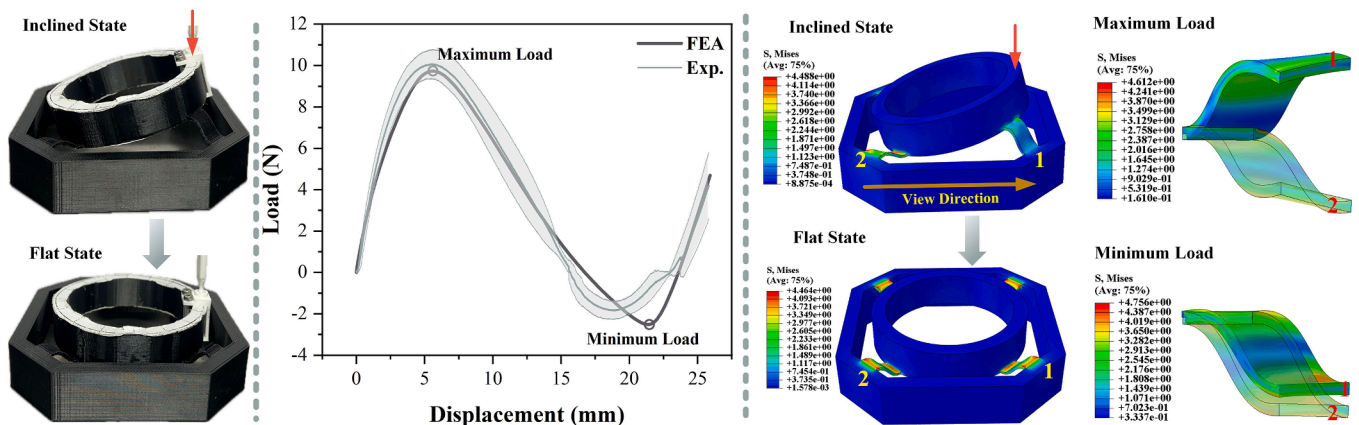 Inclined State
Flat State
Load (N)
12
10
8
6
4
2
0
-2
-4
0
5
10
15
20
25
Displacement (mm)
Maximum Load
FEA
Exp.
Minimum Load
Inclined State
S, Mises
(Avg: 75%)
+4.488e+00
+4.114e+00
+3.740e+00
+3.366e+00
+2.992e+00
+2.618e+00
+2.244e+00
+1.871e+00
+1.497e+00
+1.123e+00
+7.487e-01
+3.748e-01
+8.875e-04
2
1
View Direction
Flat State
S, Mises
(Avg: 75%)
+4.464e+00
+4.093e+00
+3.721e+00
+3.349e+00
+2.977e+00
+2.605e+00
+2.233e+00
+1.861e+00
+1.489e+00
+1.117e+00
+7.454e-01
+3.735e-01
+1.578e-03
2
1
Maximum Load
S, Mises
(Avg: 75%)
+4.612e+00
+4.241e+00
+3.870e+00
+3.499e+00
+3.129e+00
+2.758e+00
+2.387e+00
+2.016e+00
+1.645e+00
+1.274e+00
+9.029e-01
+5.319e-01
+1.610e-01
1
2
Minimum Load
S, Mises
(Avg: 75%)
+4.756e+00
+4.387e+00
+4.019e+00
+3.650e+00
+3.282e+00
+2.913e+00
+2.545e+00
+2.176e+00
+1.808e+00
+1.439e+00
+1.071e+00
+7.023e-01
+3.337e-01
1
2